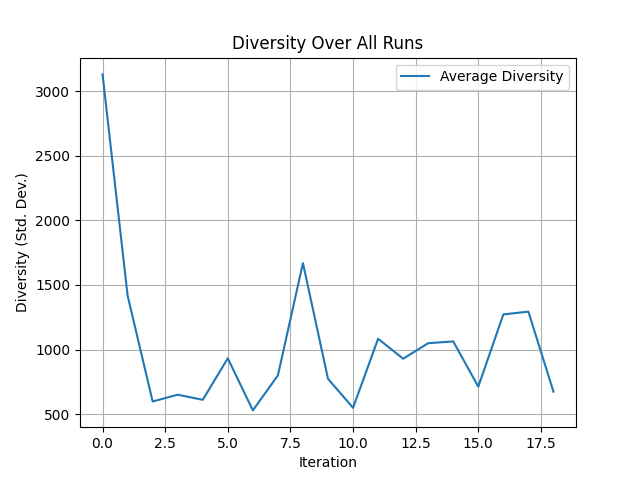 Diversity Over All Runs
Average Diversity
Diversity (Std. Dev.)
3000
2500
2000
1500
1000
500
0.0 2.5 5.0 7.5 10.0 12.5 15.0 17.5
Iteration